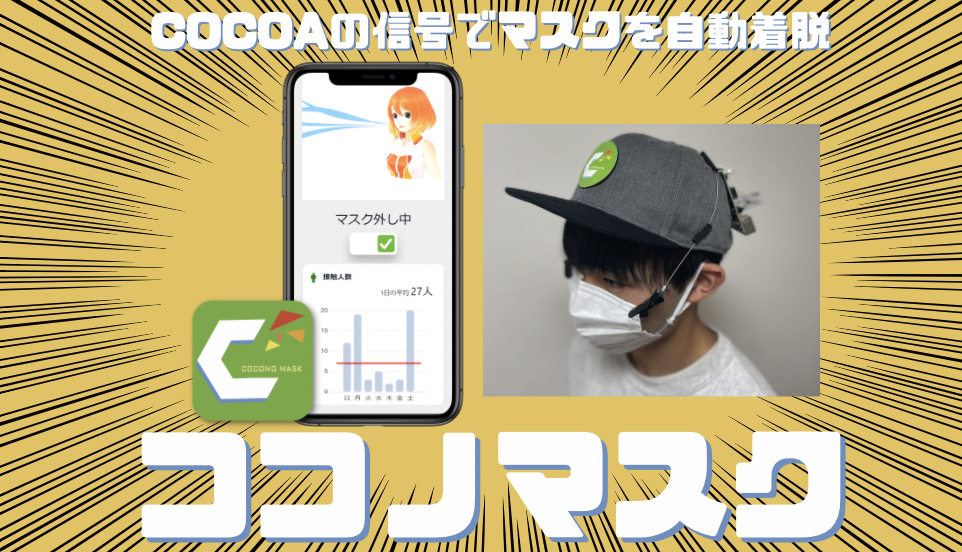 COCOAの信号でマスクを自動着脱
マスク外し中
接触人数
1日の平均 27人
20
15
10
5
0
日 月 火 水 木 金 土
COCONO MASK
ココノマスク